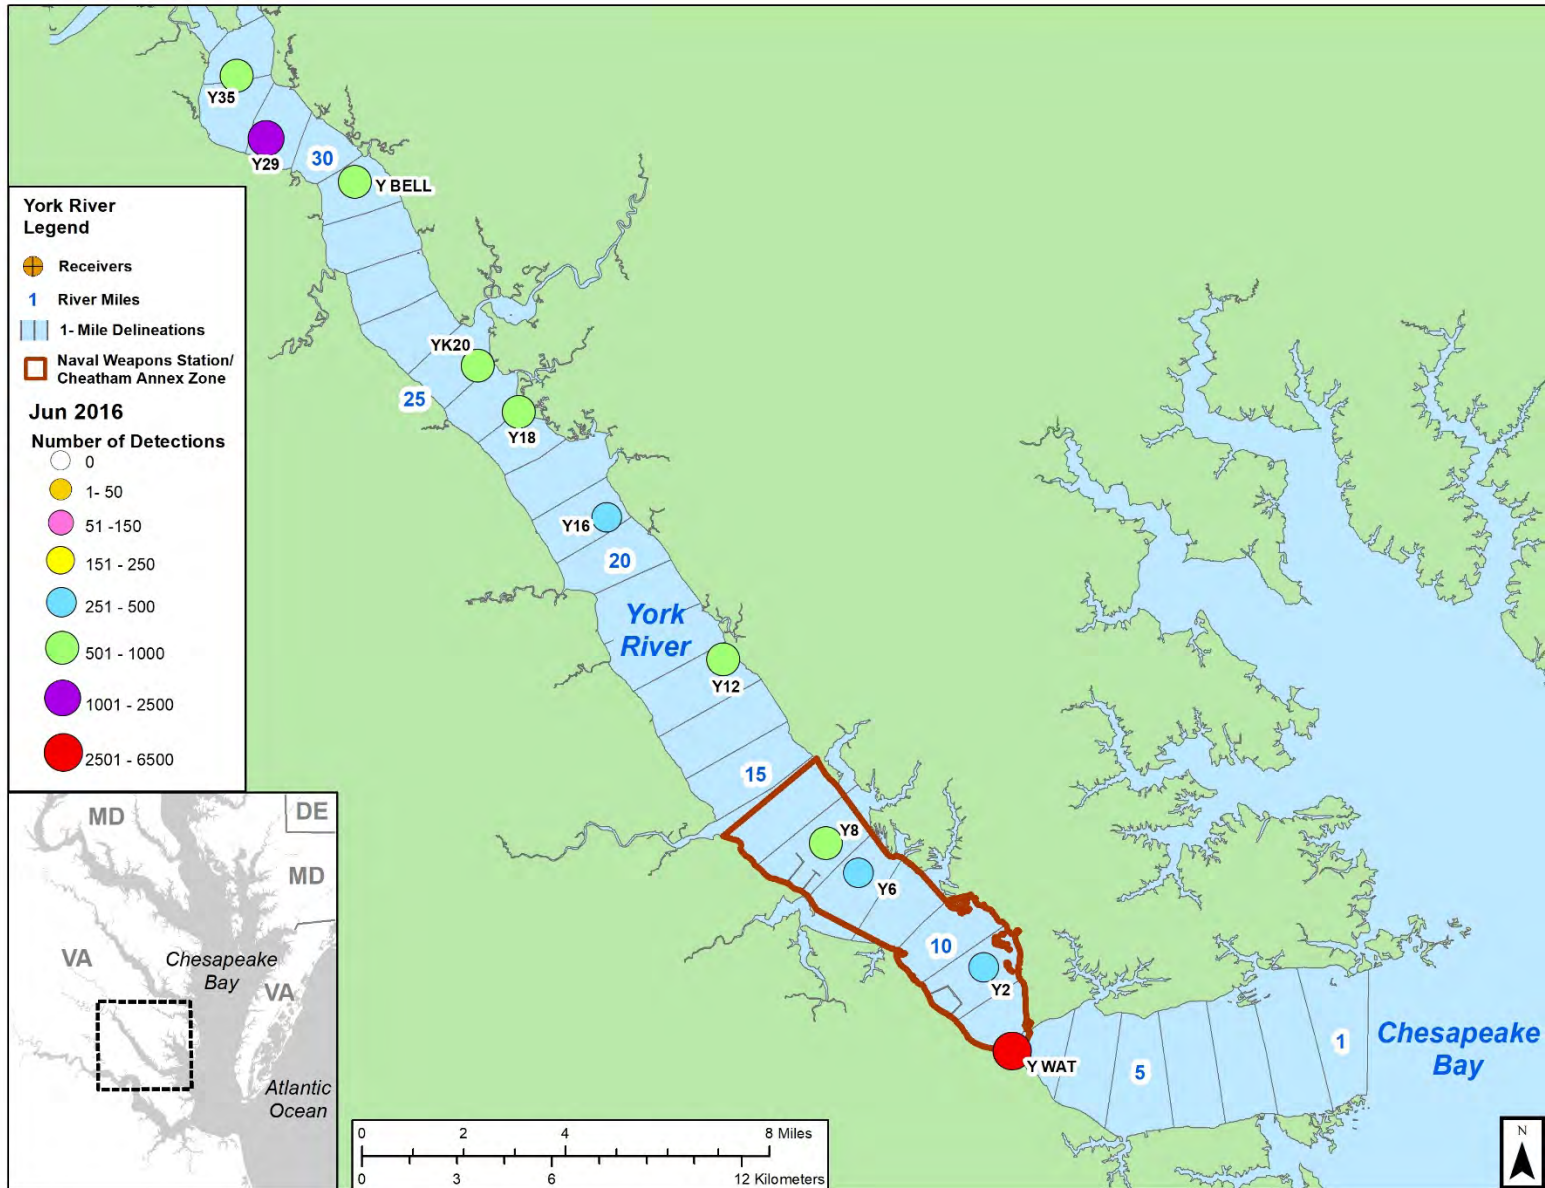 Y35
Y29
30
Y BELL
York River
Legend
Receivers
1 River Miles
1- Mile Delineations
Naval Weapons Station/
Cheatham Annex Zone
Jun 2016
Number of Detections
0
1- 50
51 -150
151 - 250
251 - 500
501 - 1000
1001 - 2500
2501 - 6500
YK20
25
Y18
Y16
20
York
River
Y12
15
Y8
Y6
10
Y2
Y WAT
5
1
Chesapeake
Bay
MD
DE
MD
VA
Chesapeake
Bay
VA
Atlantic
Ocean
0 2 4 8 Miles
0 3 6 12 Kilometers
N